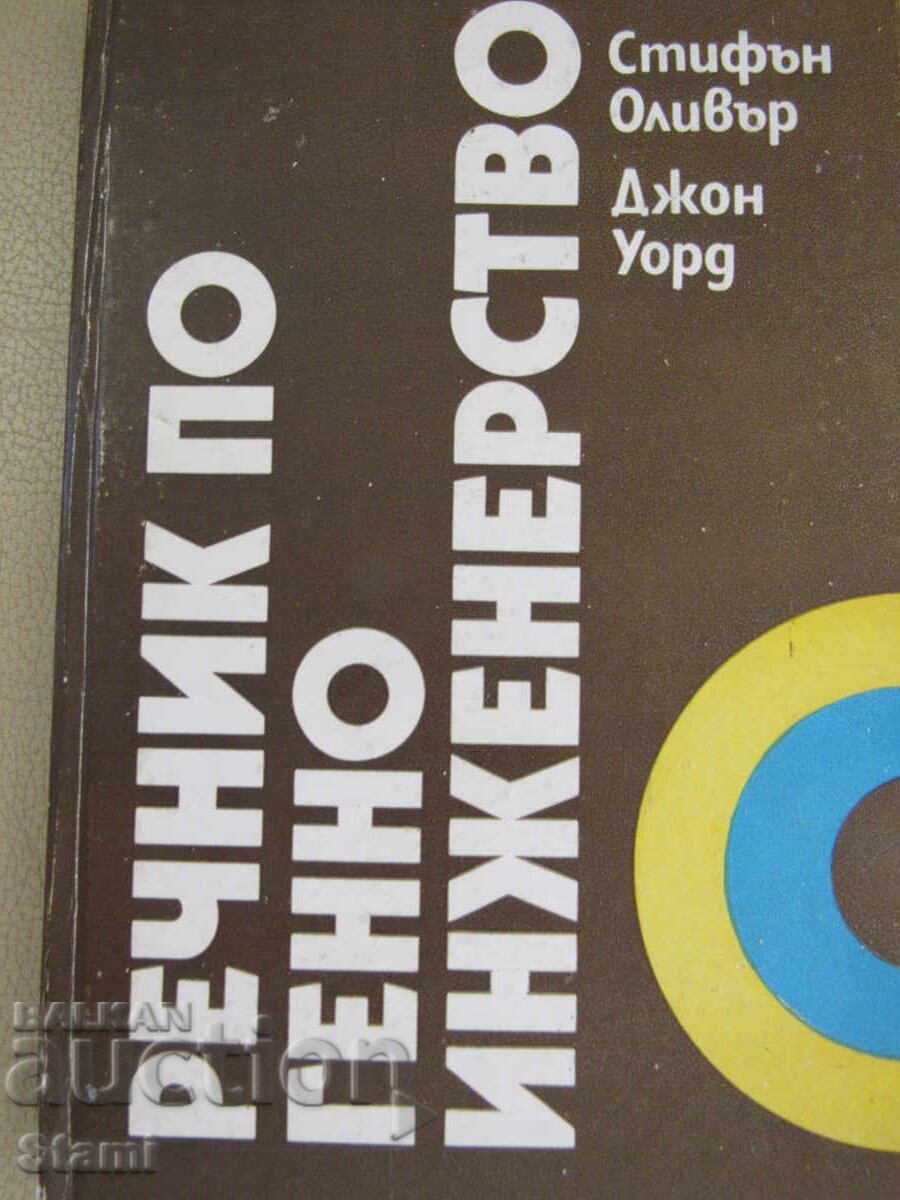 РЕЧНИК ПО
ГЕННО
ИНЖЕНЕРСТВО
Стифън
Оливър
Джон
Уорд
BALKAN
auction
Stami